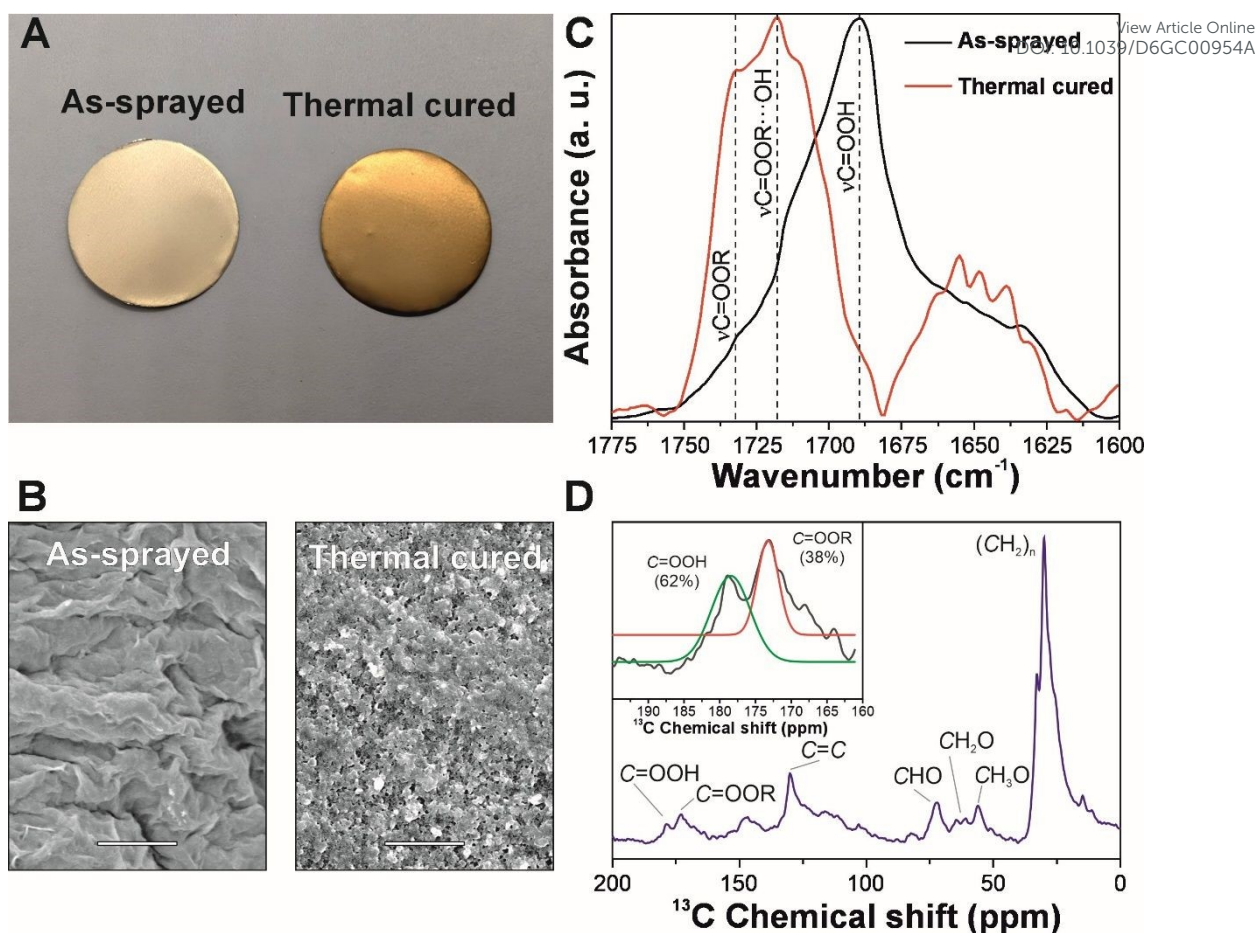 View Article Online
DOI: 10.1039/D6GC00954A
A
As-sprayed
Thermal cured
B
As-sprayed
Thermal cured
C
As-sprayed
Thermal cured
νC=OOR
νC=OOR··OH
νC=OOH
Absorbance (a. u.)
1775 1750 1725 1700 1675 1650 1625 1600
Wavenumber (cm⁻¹)
D
C=OOH
(62%)
C=OOR
(38%)
190 185 180 175 170 165 160
¹³C Chemical shift (ppm)
(CH₂)ₙ
C=C
C=OOH
C=OOR
CHO
CH₂O
CH₃O
200 150 100 50 0
¹³C Chemical shift (ppm)